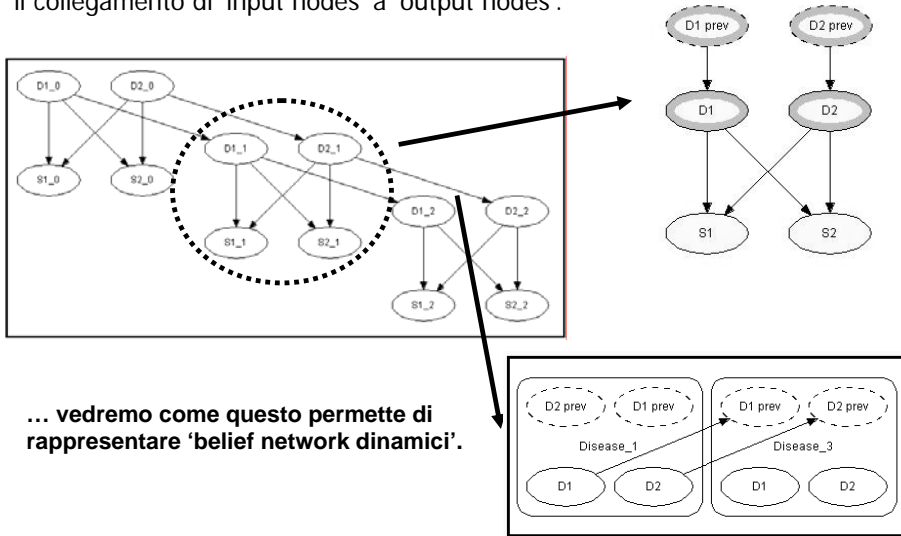 il collegamento di 'input nodes' a 'output nodes'.
D1 prev D2 prev
D1 D2
S1 S2
D1_0 D2_0
D1_1 D2_1
S1_0 S2_0
D1_2 D2_2
S1_1 S2_1
S1_2 S2_2
… vedremo come questo permette di
rappresentare ‘belief network dinamici’.
D2 prev D1 prev D1 prev D2 prev
Disease_1 Disease_3
D1 D2 D1 D2